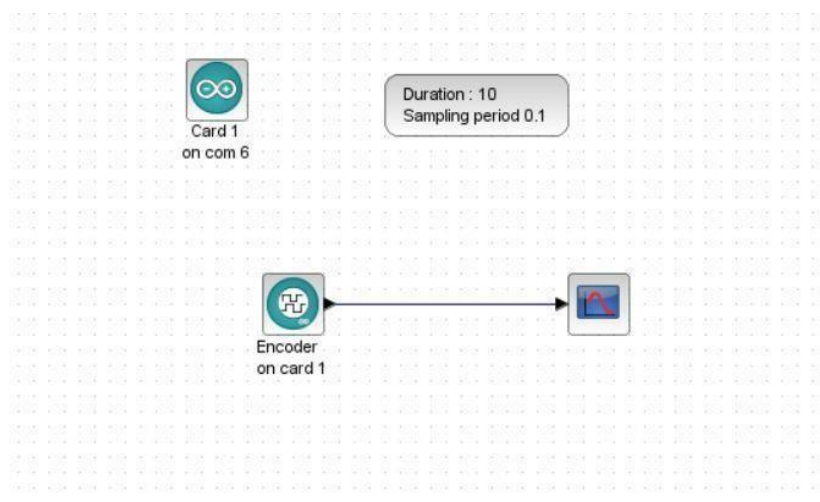 Card 1
on com 6
Duration : 10
Sampling period 0.1
Encoder
on card 1